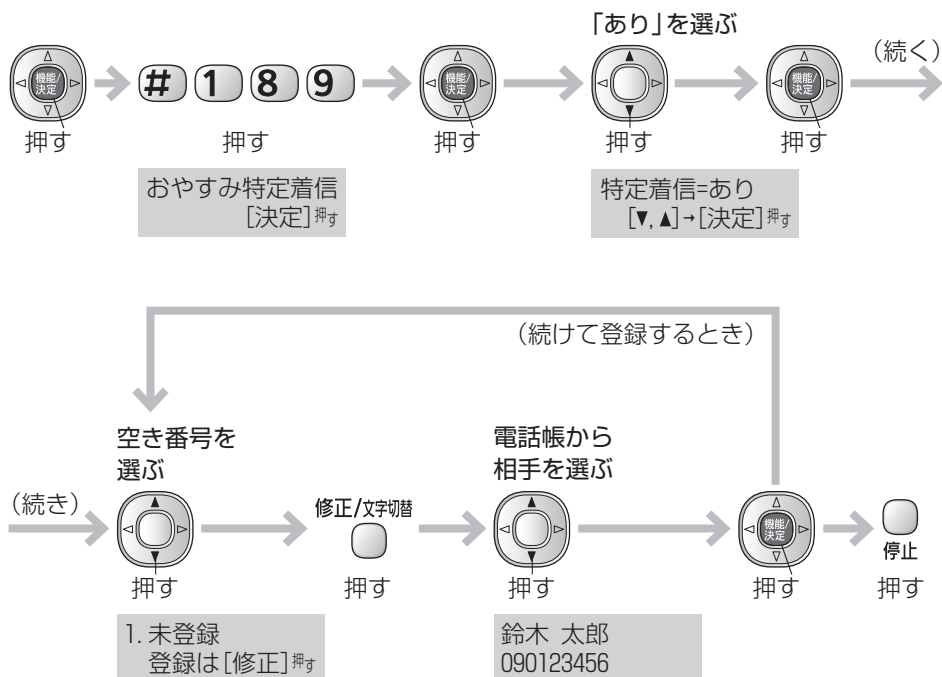 「あり」を選ぶ
(続く)
機能/
決定
# 1 8 9
機能/
決定
機能/
決定
押す 押す 押す 押す 押す
おやすみ特定着信
[決定]押す
特定着信=あり
[▼,▲]→[決定]押す
(続けて登録するとき)
空き番号を
選ぶ
電話帳から
相手を選ぶ
(続き)
修正/文字切替
機能/
決定
停止
押す 押す 押す 押す 押す
1. 未登録
登録は[修正]押す
鈴木 太郎
090123456